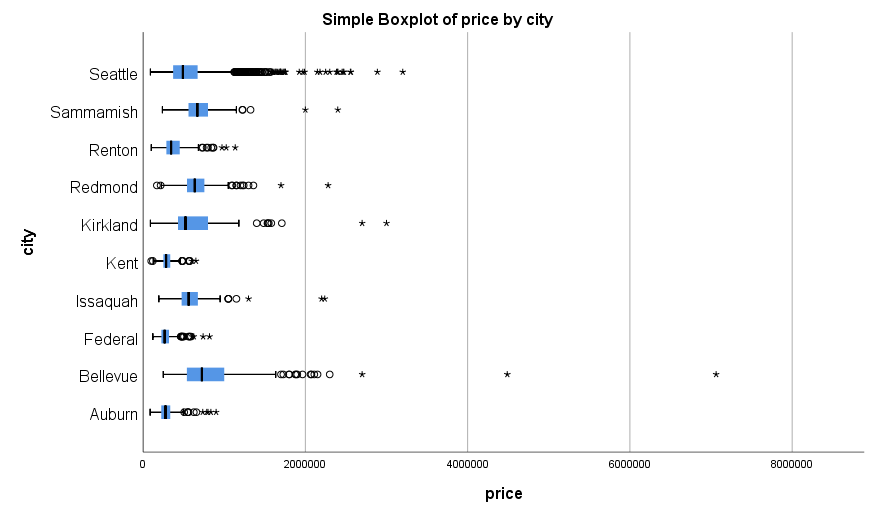 Simple Boxplot of price by city
city
Seattle
Sammamish
Renton
Redmond
Kirkland
Kent
Issaquah
Federal
Bellevue
Auburn
0 2000000 4000000 6000000 8000000
price